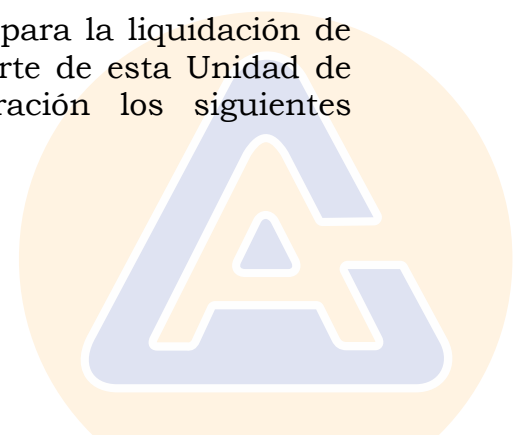 para la liquidación de
rte de esta Unidad de
ración los siguientes